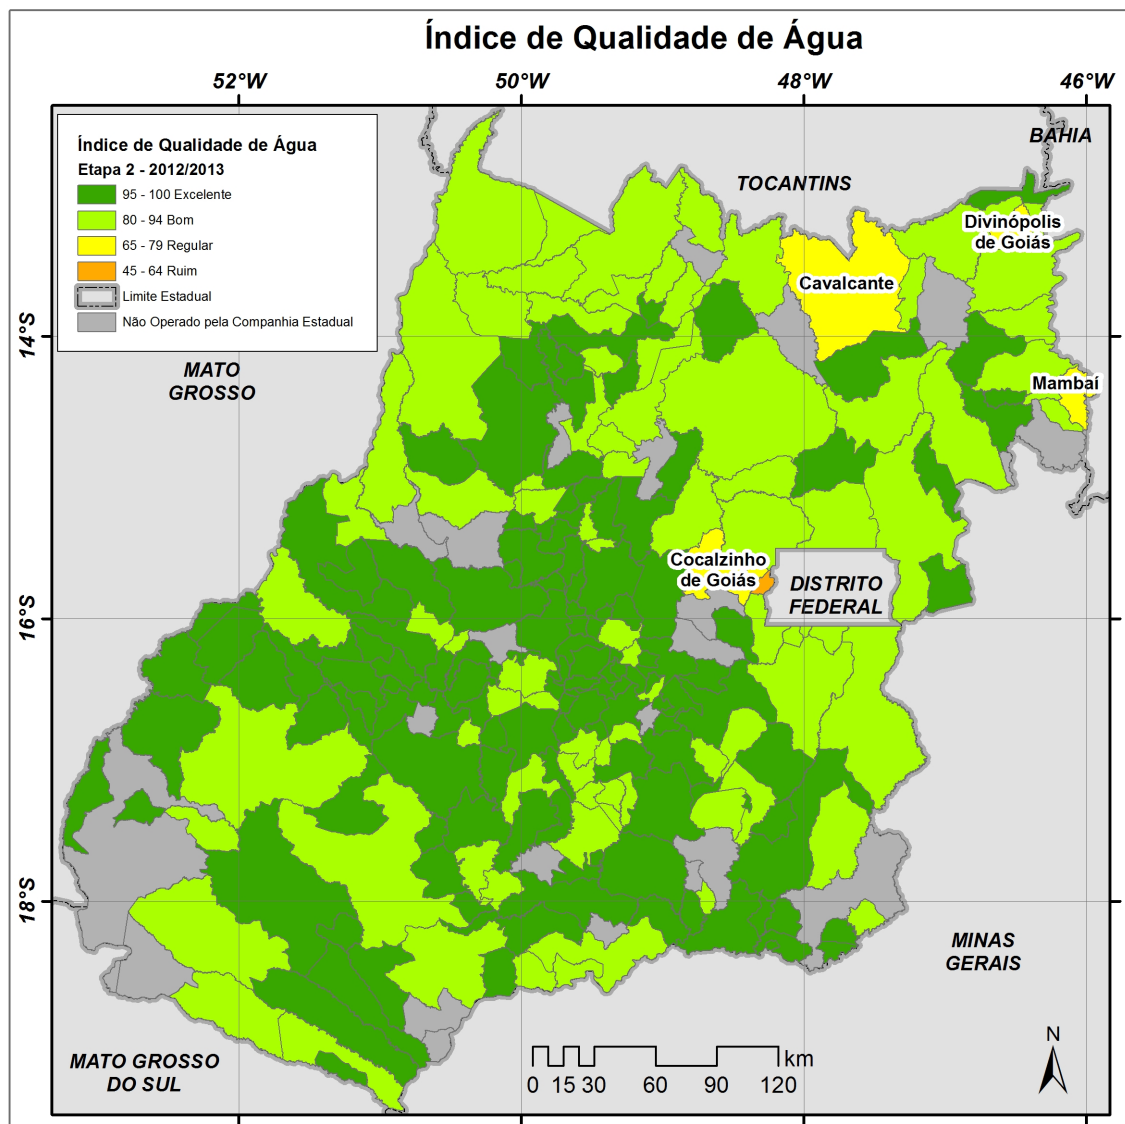 Índice de Qualidade de Água
52°W
50°W
48°W
46°W
Índice de Qualidade de Água
Etapa 2 - 2012/2013
95 - 100 Excelente
80 - 94 Bom
65 - 79 Regular
45 - 64 Ruim
Limite Estadual
Não Operado pela Companhia Estadual
BAHIA
TOCANTINS
Divinópolis
de Goiás
Cavalcante
14°S
MATO
GROSSO
Mambaí
Cocalzinho
de Goiás
DISTRITO
FEDERAL
16°S
18°S
MINAS
GERAIS
MATO GROSSO
DO SUL
N
km
0 15 30 60 90 120